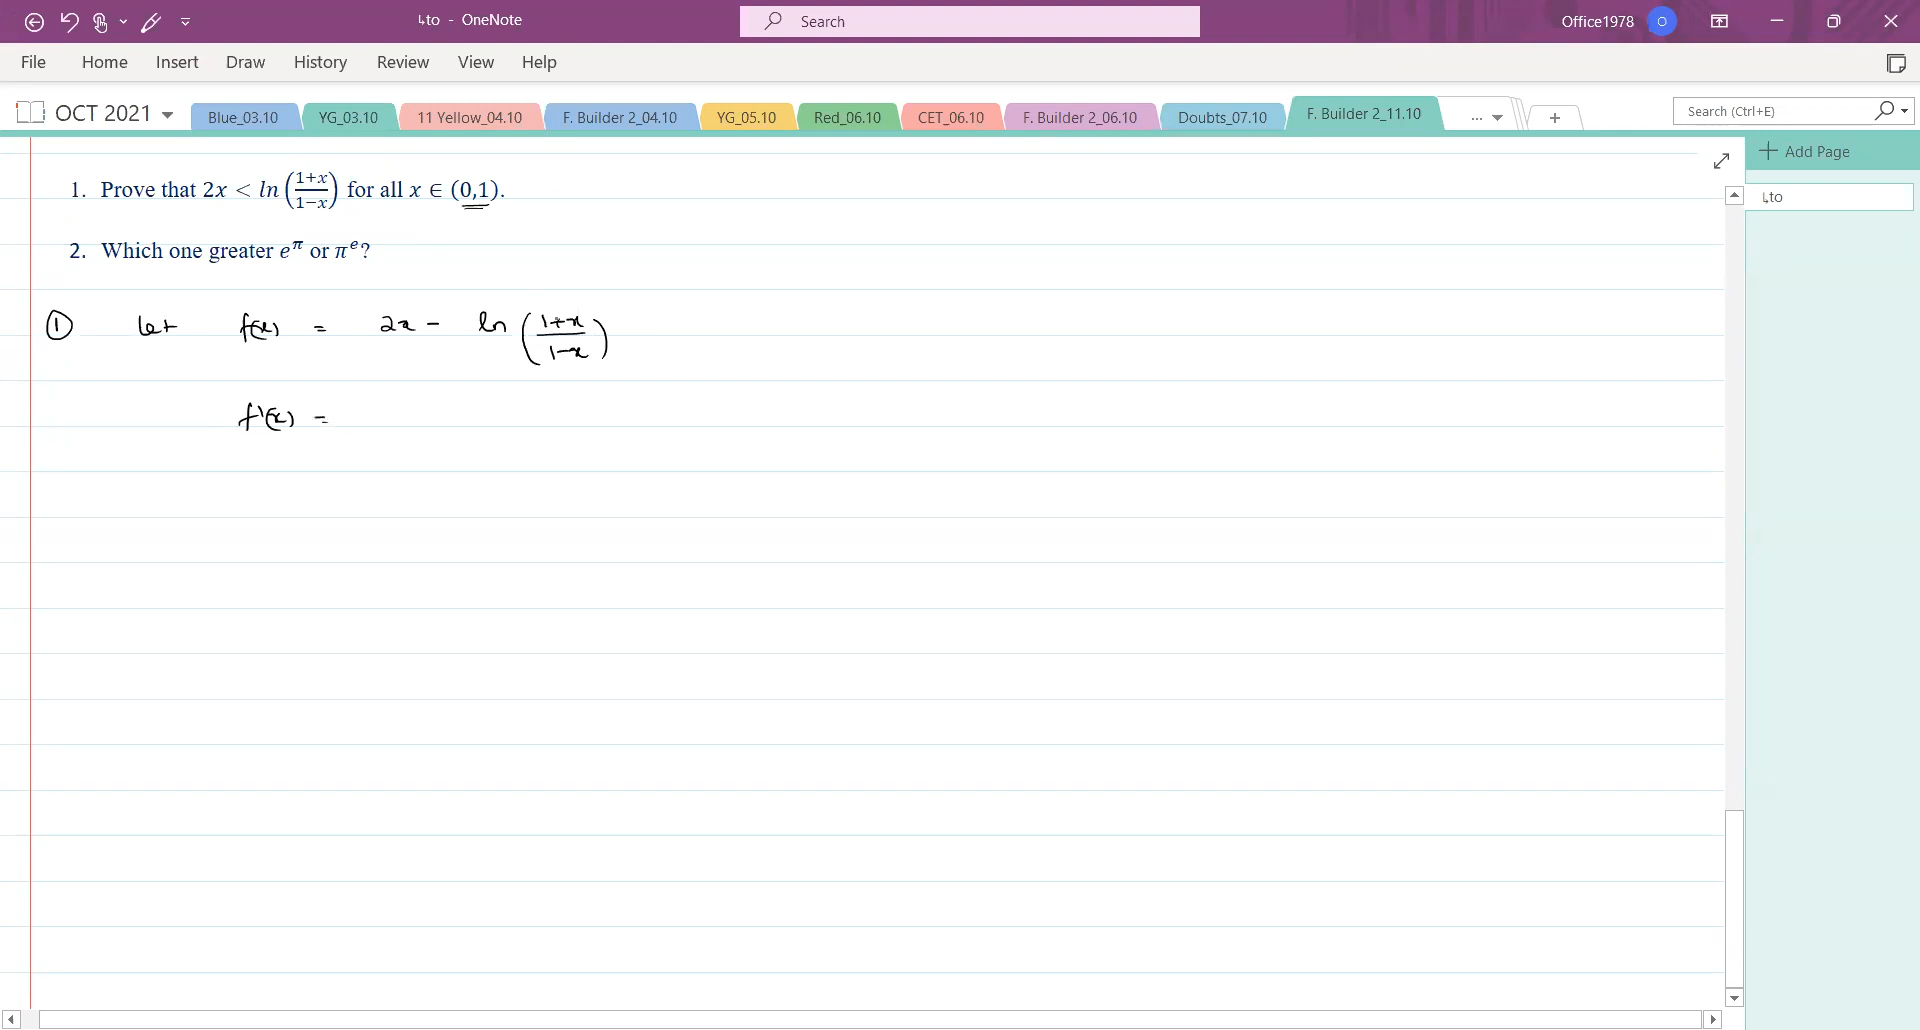 ↳to - OneNote
Search
Office1978
O
File Home Insert Draw History Review View Help
OCT 2021
Blue_03.10
YG_03.10
11 Yellow_04.10
F. Builder 2_04.10
YG_05.10
Red_06.10
CET_06.10
F. Builder 2_06.10
Doubts_07.10
F. Builder 2_11.10
...
Search (Ctrl+E)
Add Page
↳to
1. Prove that 2x < ln((1+x)/(1−x)) for all x ∈ (0,1).
2. Which one greater e^π or π^e?
① let f(x) = 2x − ln((1+x)/(1−x))
f'(x) =